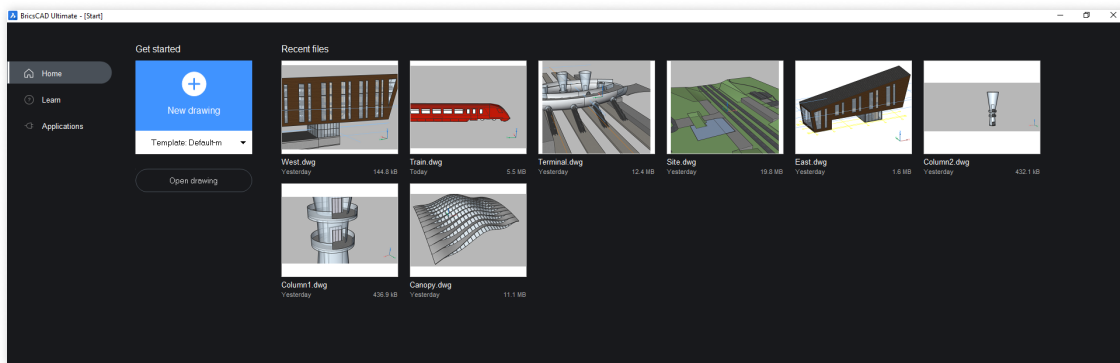 BricsCAD Ultimate - [Start]
Get started
Recent files
Home
Learn
Applications
New drawing
Template: Default-m
Open drawing
West.dwg
Yesterday 144.8 kB
Train.dwg
Today 5.5 MB
Terminal.dwg
Yesterday 12.4 MB
Site.dwg
Yesterday 19.8 MB
East.dwg
Yesterday 1.6 MB
Column2.dwg
Yesterday 432.1 kB
Column1.dwg
Yesterday 436.9 kB
Canopy.dwg
Yesterday 11.1 MB